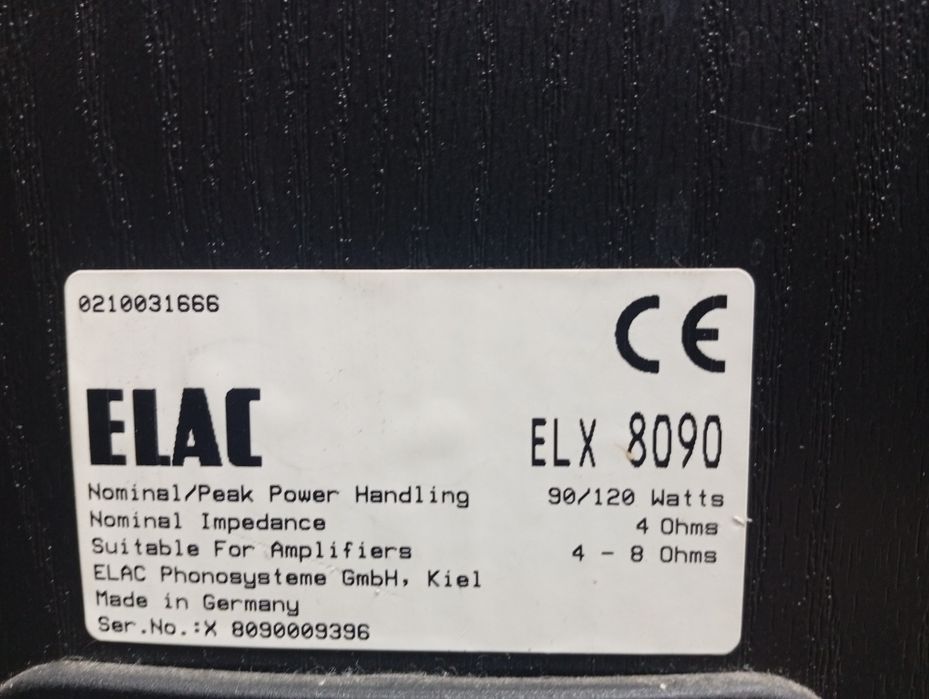 0210031666
CE
ELAC
ELX 8090
Nominal/Peak Power Handling 90/120 Watts
Nominal Impedance 4 Ohms
Suitable For Amplifiers 4 - 8 Ohms
ELAC Phonosysteme GmbH, Kiel
Made in Germany
Ser.No.:X 8090009396